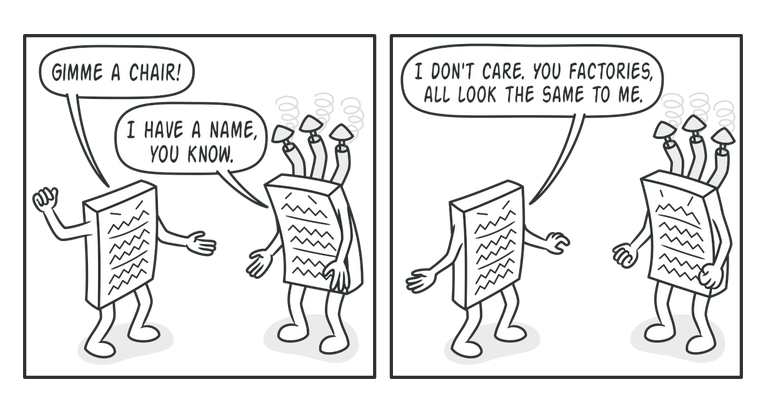 GIMME A CHAIR!
I HAVE A NAME,
YOU KNOW.
I DON'T CARE. YOU FACTORIES,
ALL LOOK THE SAME TO ME.